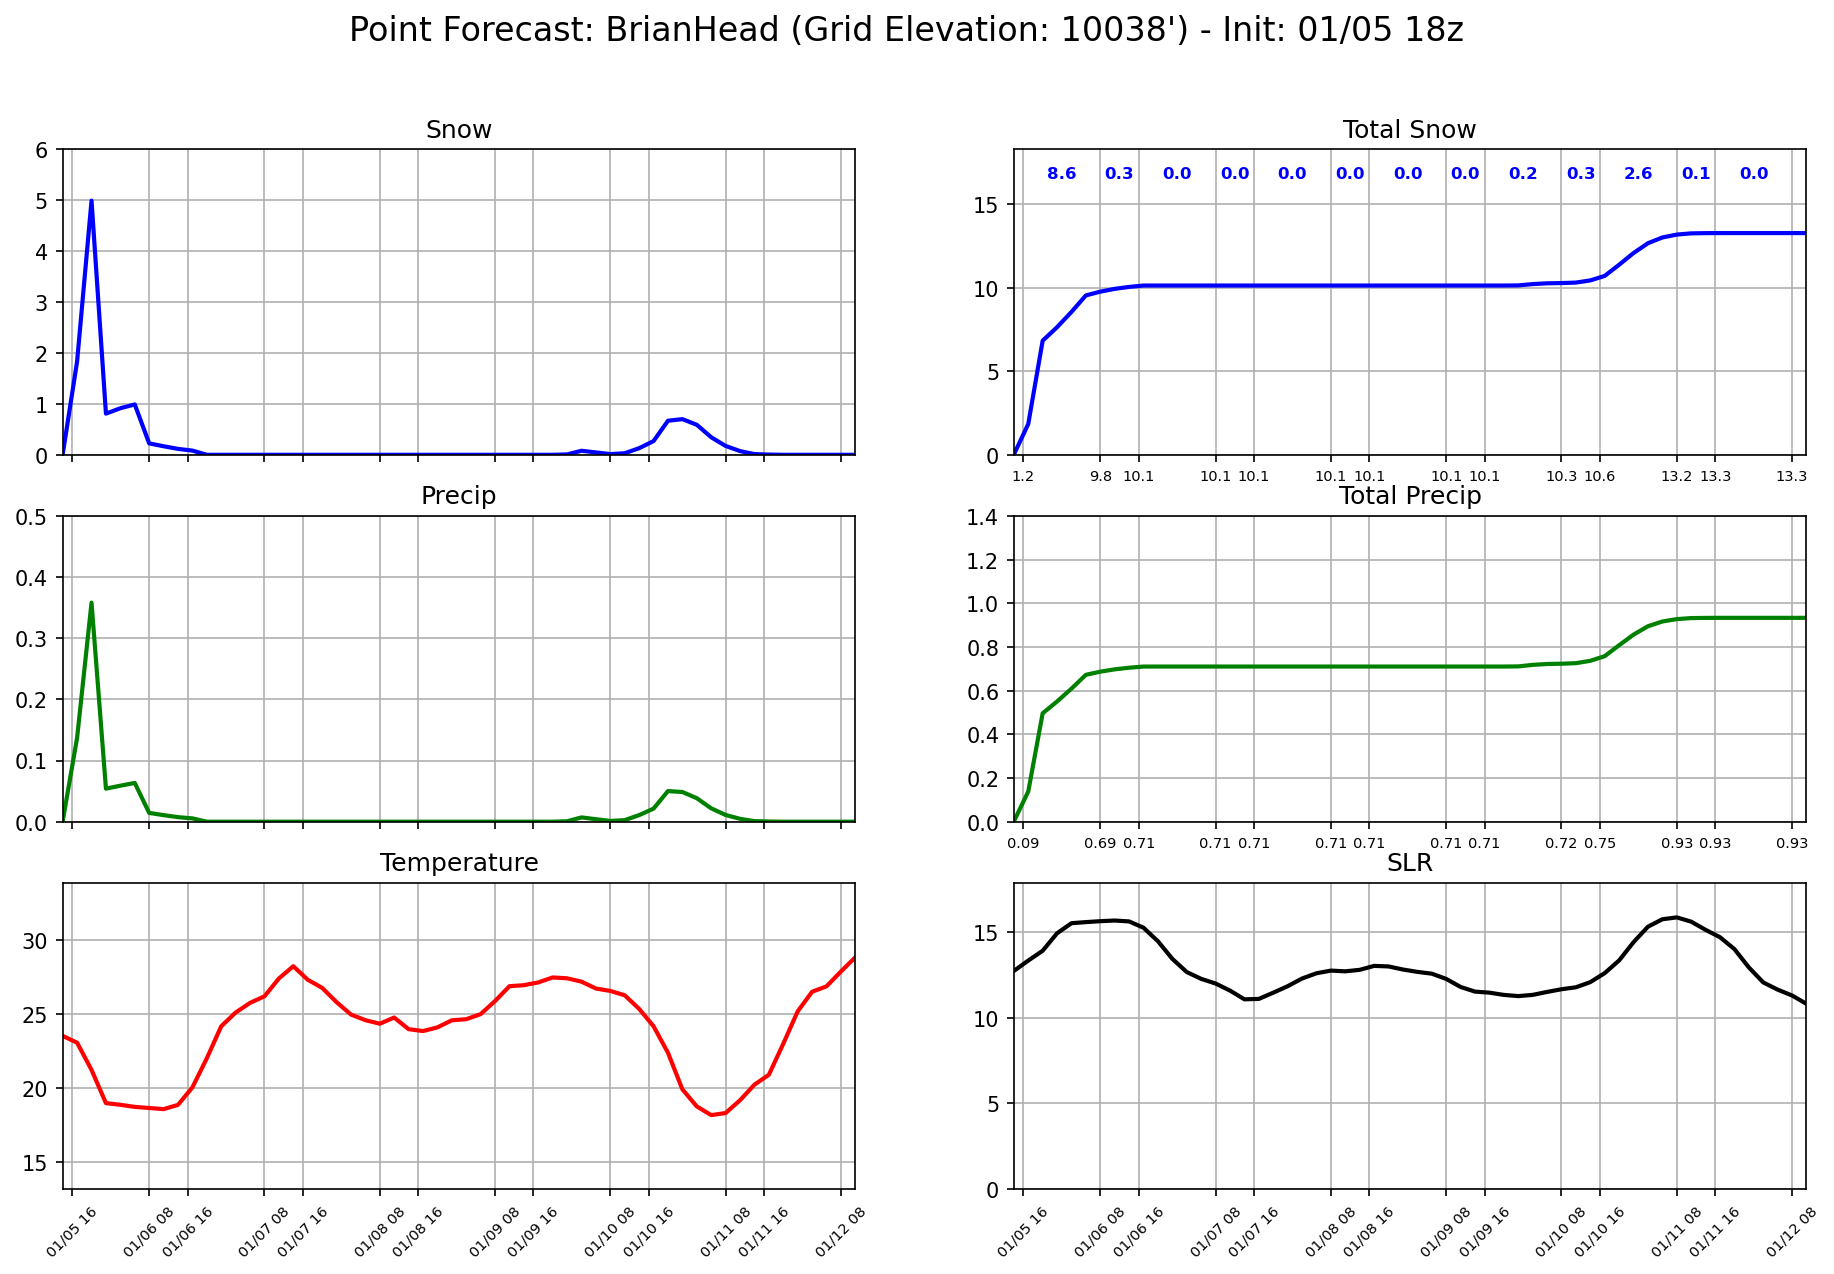 Point Forecast: BrianHead (Grid Elevation: 10038') - Init: 01/05 18z
Snow
6
5
4
3
2
1
0
Total Snow
8.6 0.3 0.0 0.0 0.0 0.0 0.0 0.0 0.2 0.3 2.6 0.1 0.0
15
10
5
0
1.2 9.8 10.1 10.1 10.1 10.1 10.1 10.1 10.1 10.3 10.6 13.2 13.3 13.3
Precip
0.5
0.4
0.3
0.2
0.1
0.0
Total Precip
1.4
1.2
1.0
0.8
0.6
0.4
0.2
0.0
0.09 0.69 0.71 0.71 0.71 0.71 0.71 0.71 0.71 0.72 0.75 0.93 0.93 0.93
Temperature
30
25
20
15
01/05 16 01/06 08 01/06 16 01/07 08 01/07 16 01/08 08 01/08 16 01/09 08 01/09 16 01/10 08 01/10 16 01/11 08 01/11 16 01/12 08
SLR
15
10
5
0
01/05 16 01/06 08 01/06 16 01/07 08 01/07 16 01/08 08 01/08 16 01/09 08 01/09 16 01/10 08 01/10 16 01/11 08 01/11 16 01/12 08